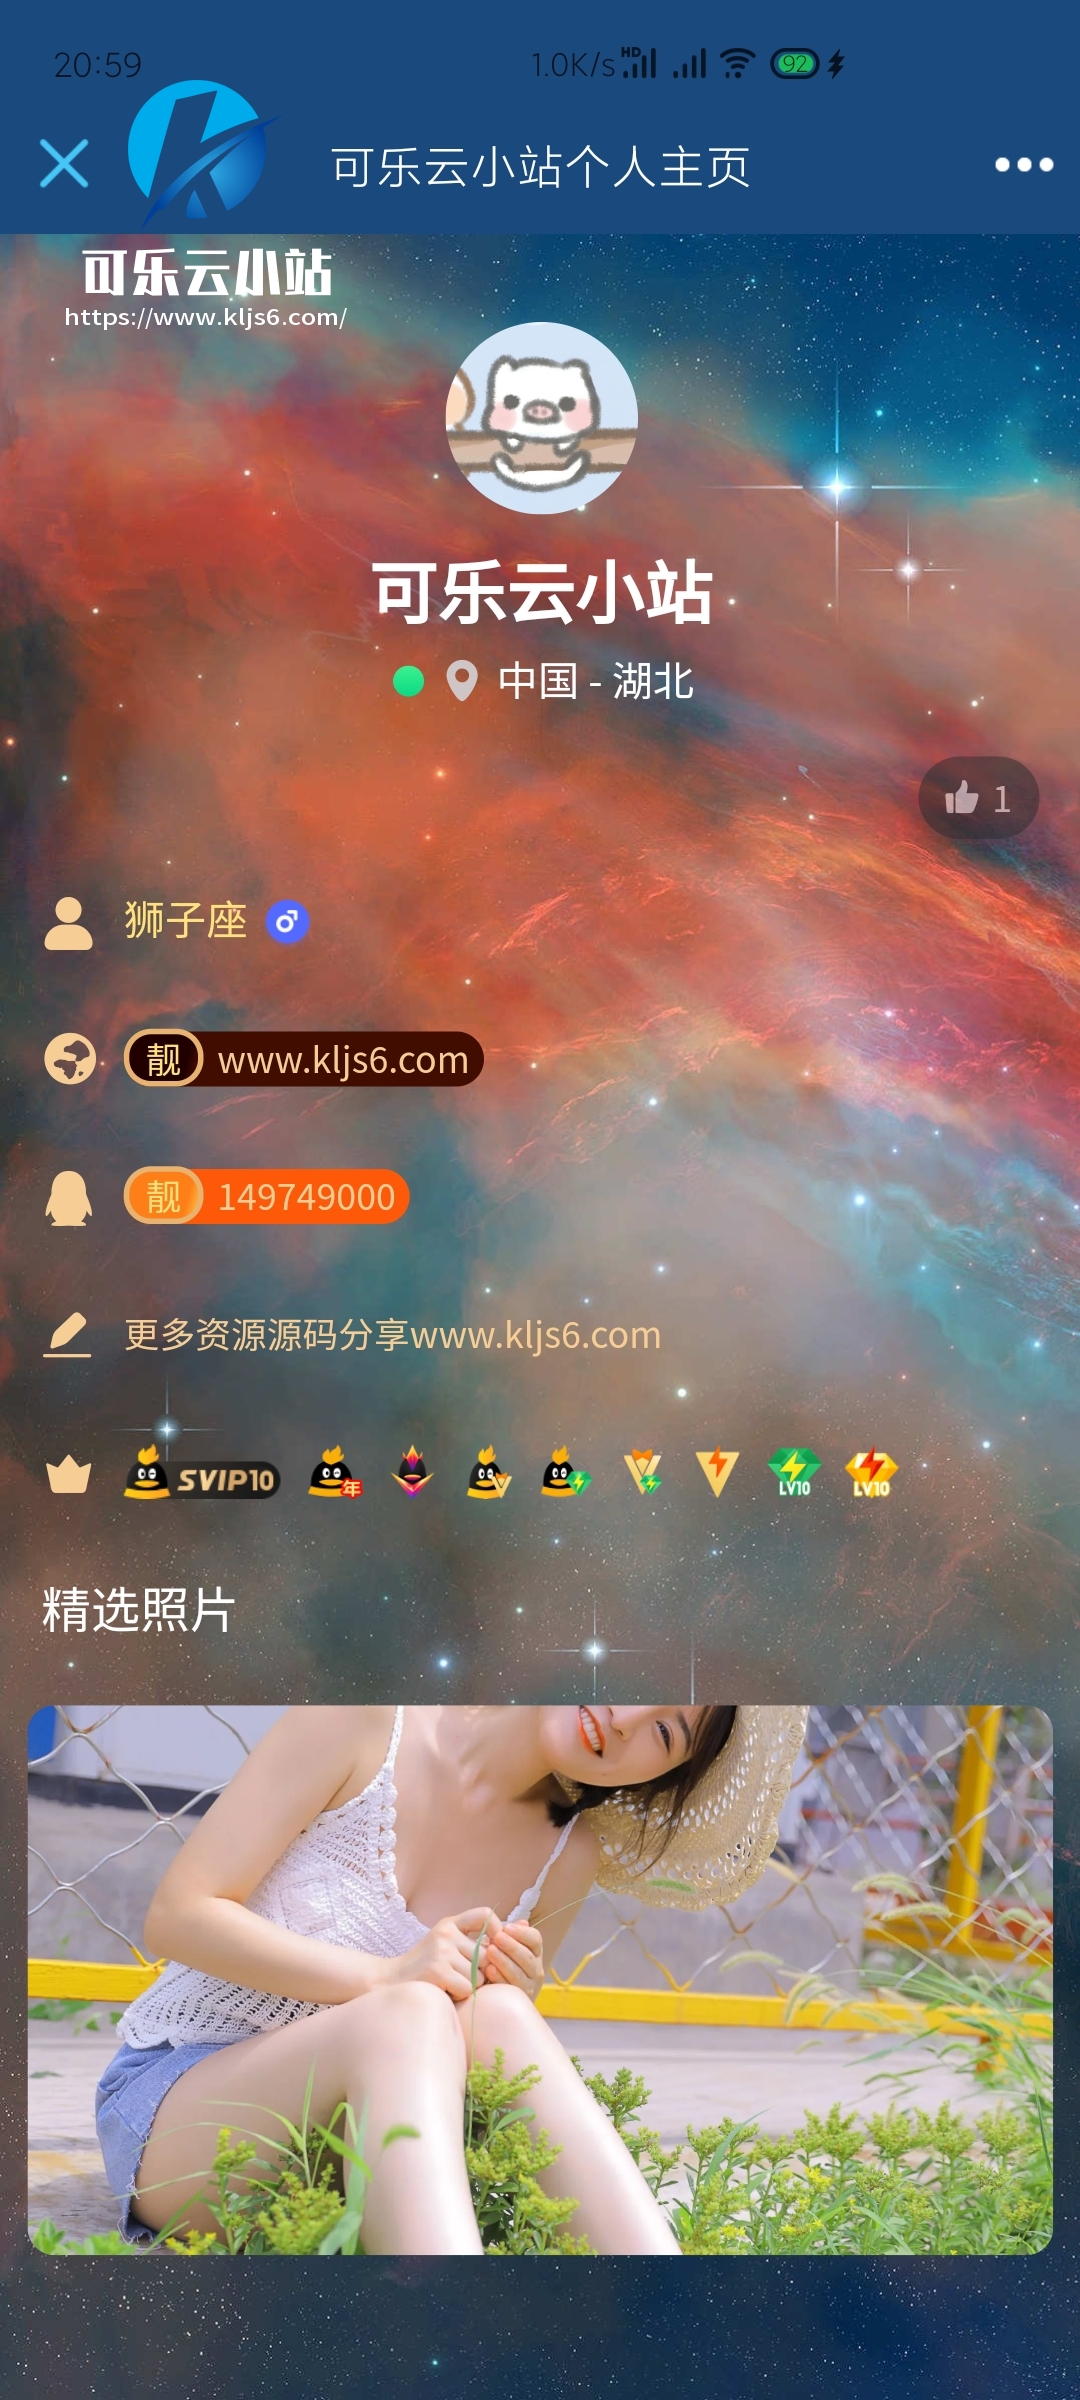 20:59
1.0K/s HD 92
可乐云小站个人主页
可乐云小站
https://www.kljs6.com/
可乐云小站
中国 - 湖北
1
狮子座
靓 www.kljs6.com
靓 149749000
更多资源源码分享www.kljs6.com
SVIP10 年 LV10 LV10
精选照片